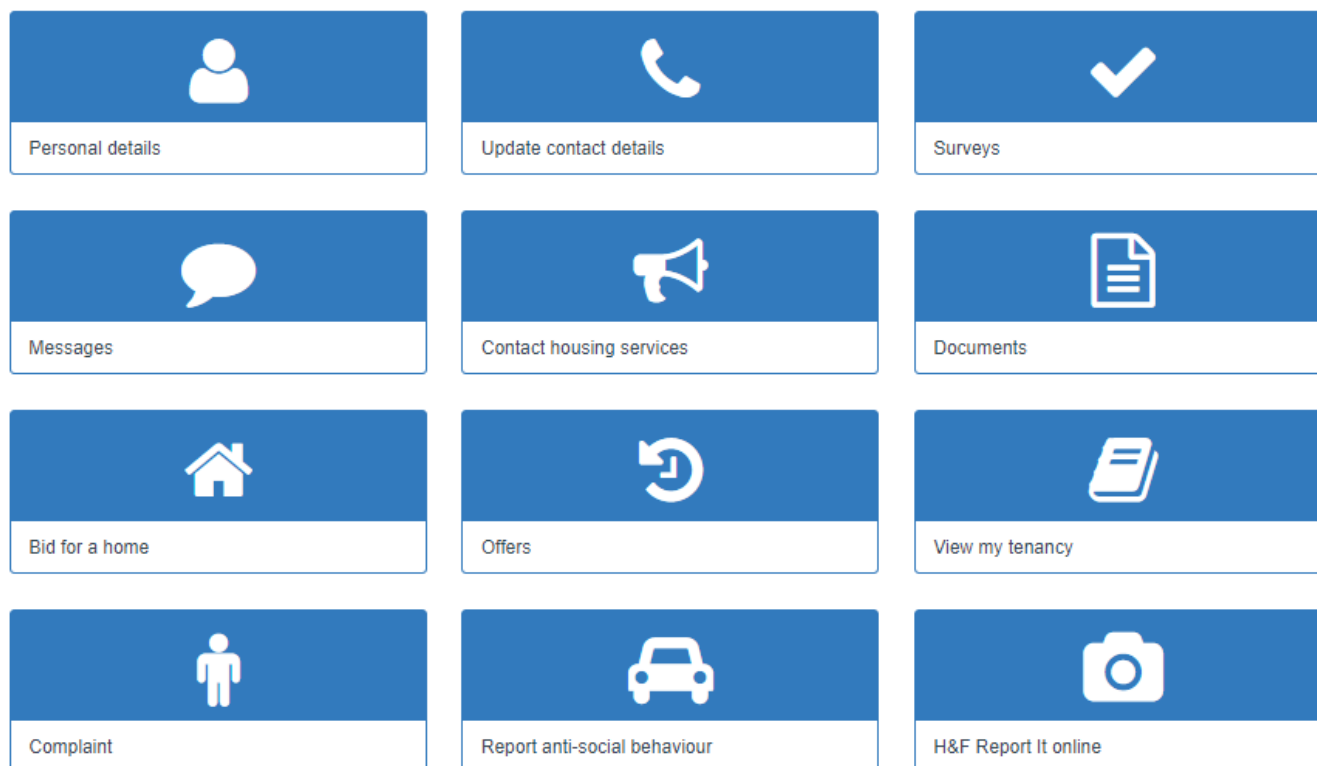 Personal details
Update contact details
Surveys
Messages
Contact housing services
Documents
Bid for a home
Offers
View my tenancy
Complaint
Report anti-social behaviour
H&F Report It online